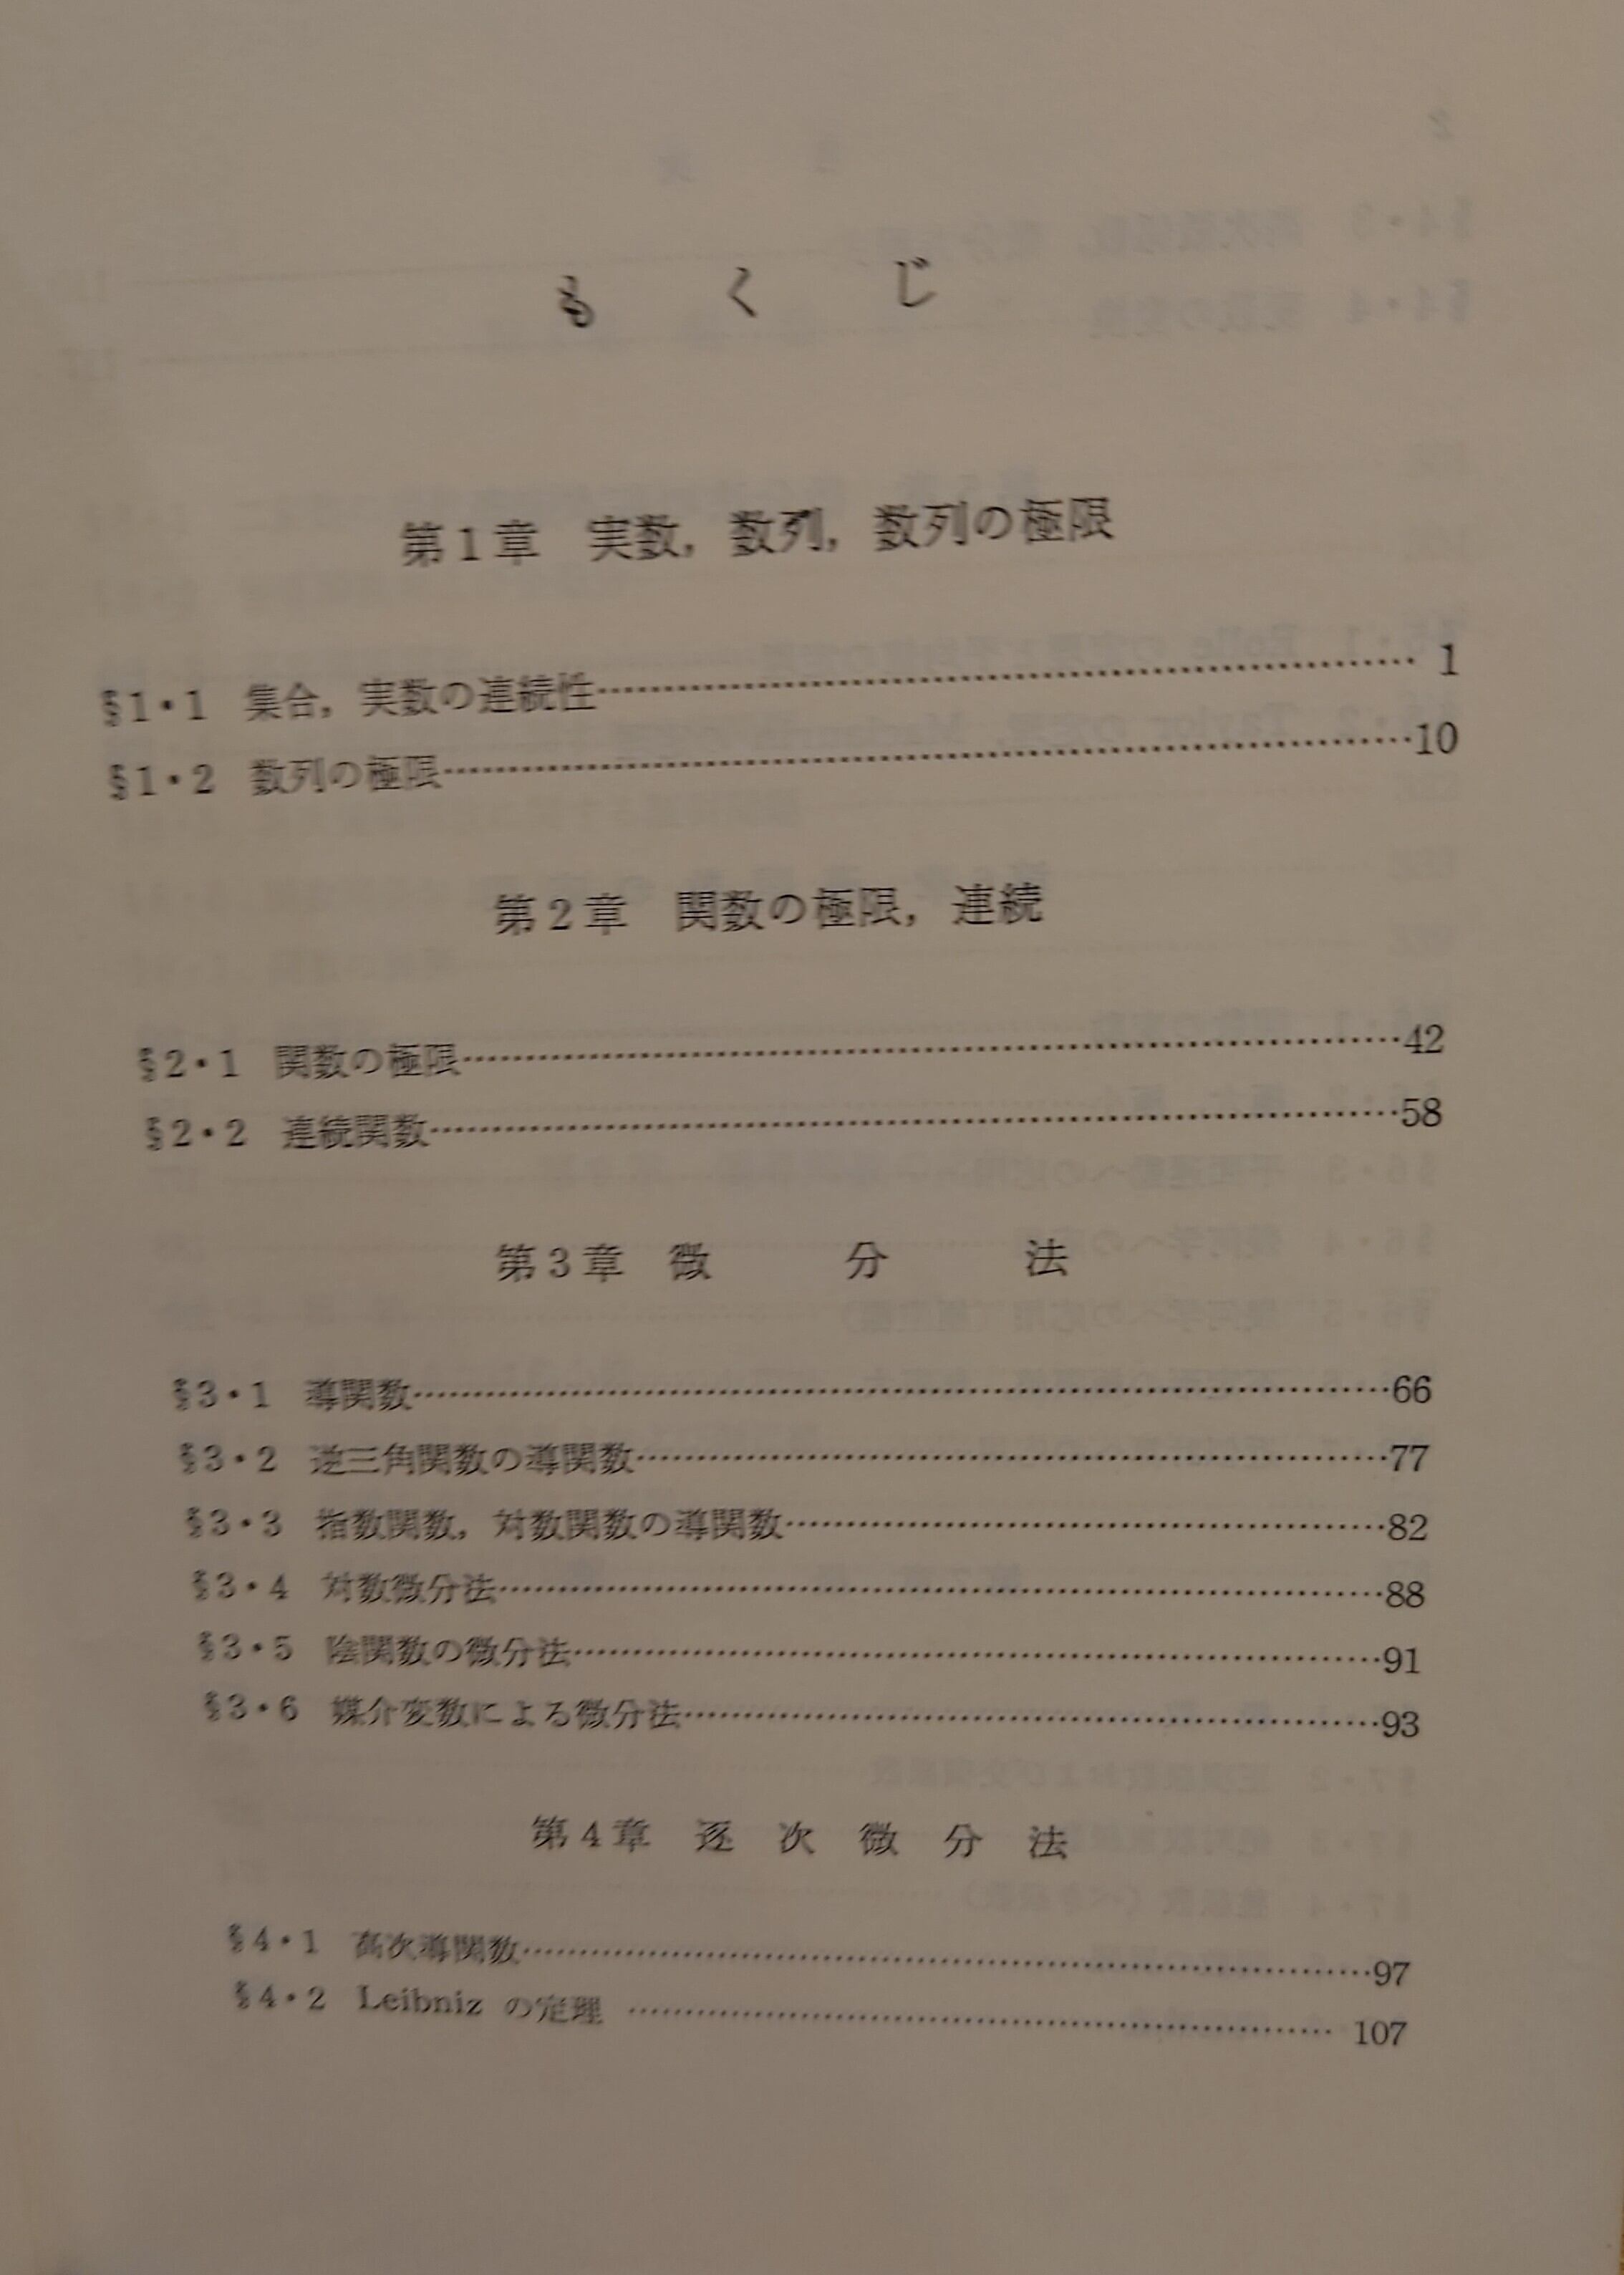 もくじ
第1章 実数，数列，数列の極限
§1・1 集合，実数の連続性…… 1
§1・2 数列の極限……10
第2章 関数の極限，連続
§2・1 関数の極限……42
§2・2 連続関数……58
第3章 微分法
§3・1 導関数……66
§3・2 逆三角関数の導関数……77
§3・3 指数関数，対数関数の導関数……82
§3・4 対数微分法……88
§3・5 陰関数の微分法……91
§3・6 媒介変数による微分法……93
第4章 逐次微分法
§4・1 高次導関数……97
§4・2 Leibniz の定理 …… 107